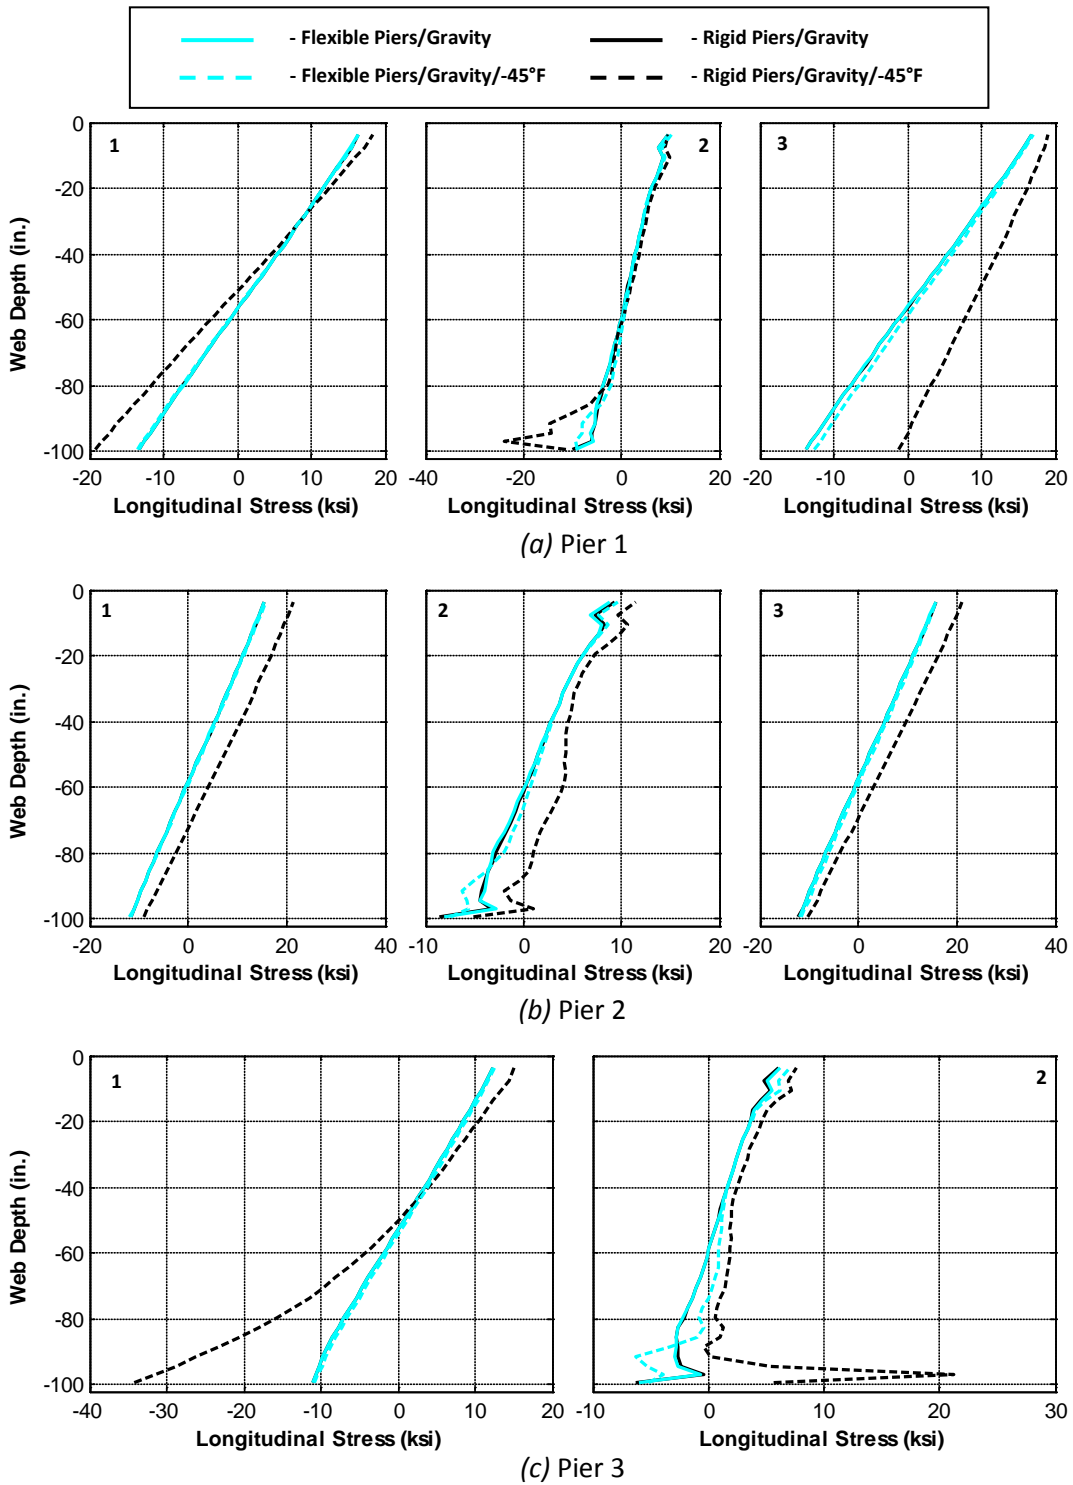 - Flexible Piers/Gravity - Rigid Piers/Gravity
- Flexible Piers/Gravity/-45°F - Rigid Piers/Gravity/-45°F
Web Depth (in.)
0
-20
-40
-60
-80
-100
1
-20 -10 0 10 20
Longitudinal Stress (ksi)
2
-40 -20 0 20
Longitudinal Stress (ksi)
3
-20 -10 0 10 20
Longitudinal Stress (ksi)
(a) Pier 1
Web Depth (in.)
0
-20
-40
-60
-80
-100
1
-20 0 20 40
Longitudinal Stress (ksi)
2
-10 0 10 20
Longitudinal Stress (ksi)
3
-20 0 20 40
Longitudinal Stress (ksi)
(b) Pier 2
Web Depth (in.)
0
-20
-40
-60
-80
-100
1
-40 -30 -20 -10 0 10 20
Longitudinal Stress (ksi)
2
-10 0 10 20 30
Longitudinal Stress (ksi)
(c) Pier 3